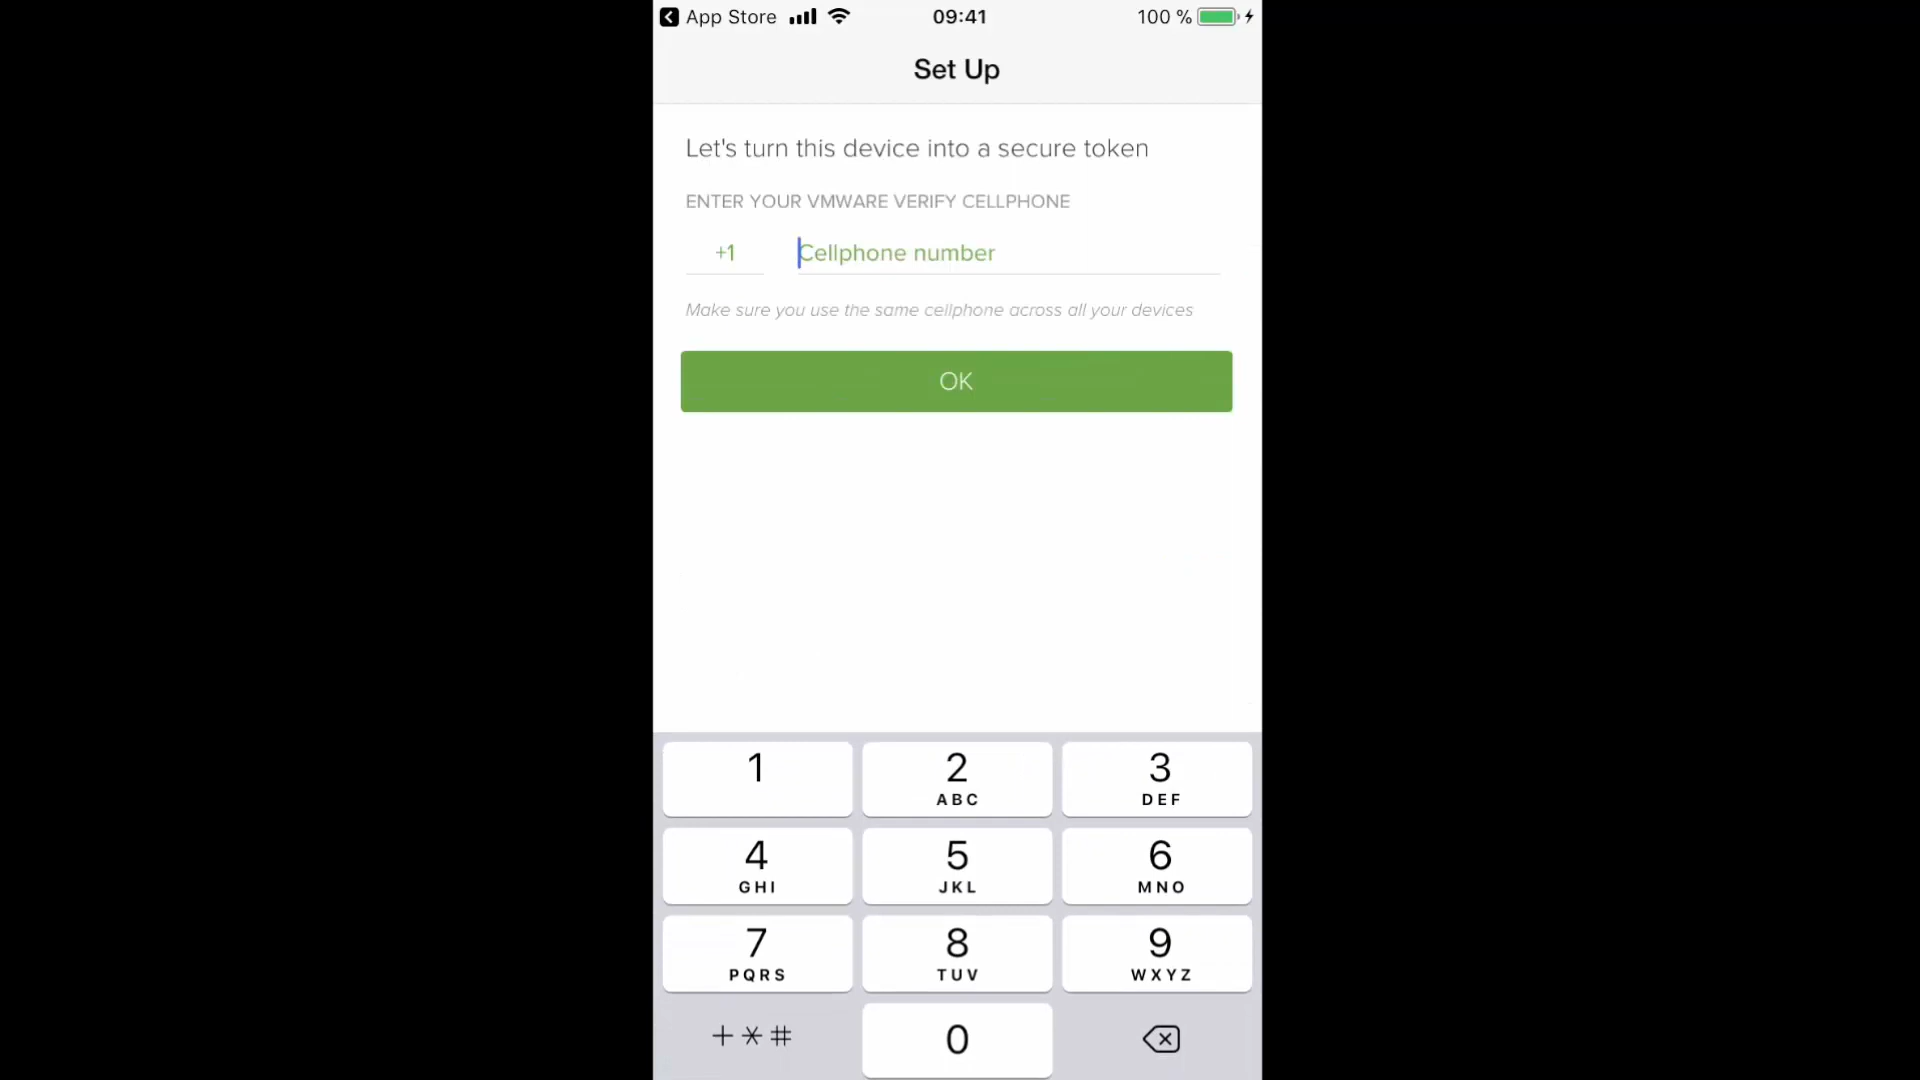 App Store 09:41 100 %
Set Up
Let's turn this device into a secure token
ENTER YOUR VMWARE VERIFY CELLPHONE
+1 Cellphone number
Make sure you use the same cellphone across all your devices
OK
1 2 3
ABC DEF
4 5 6
GHI JKL MNO
7 8 9
PQRS TUV WXYZ
+*# 0